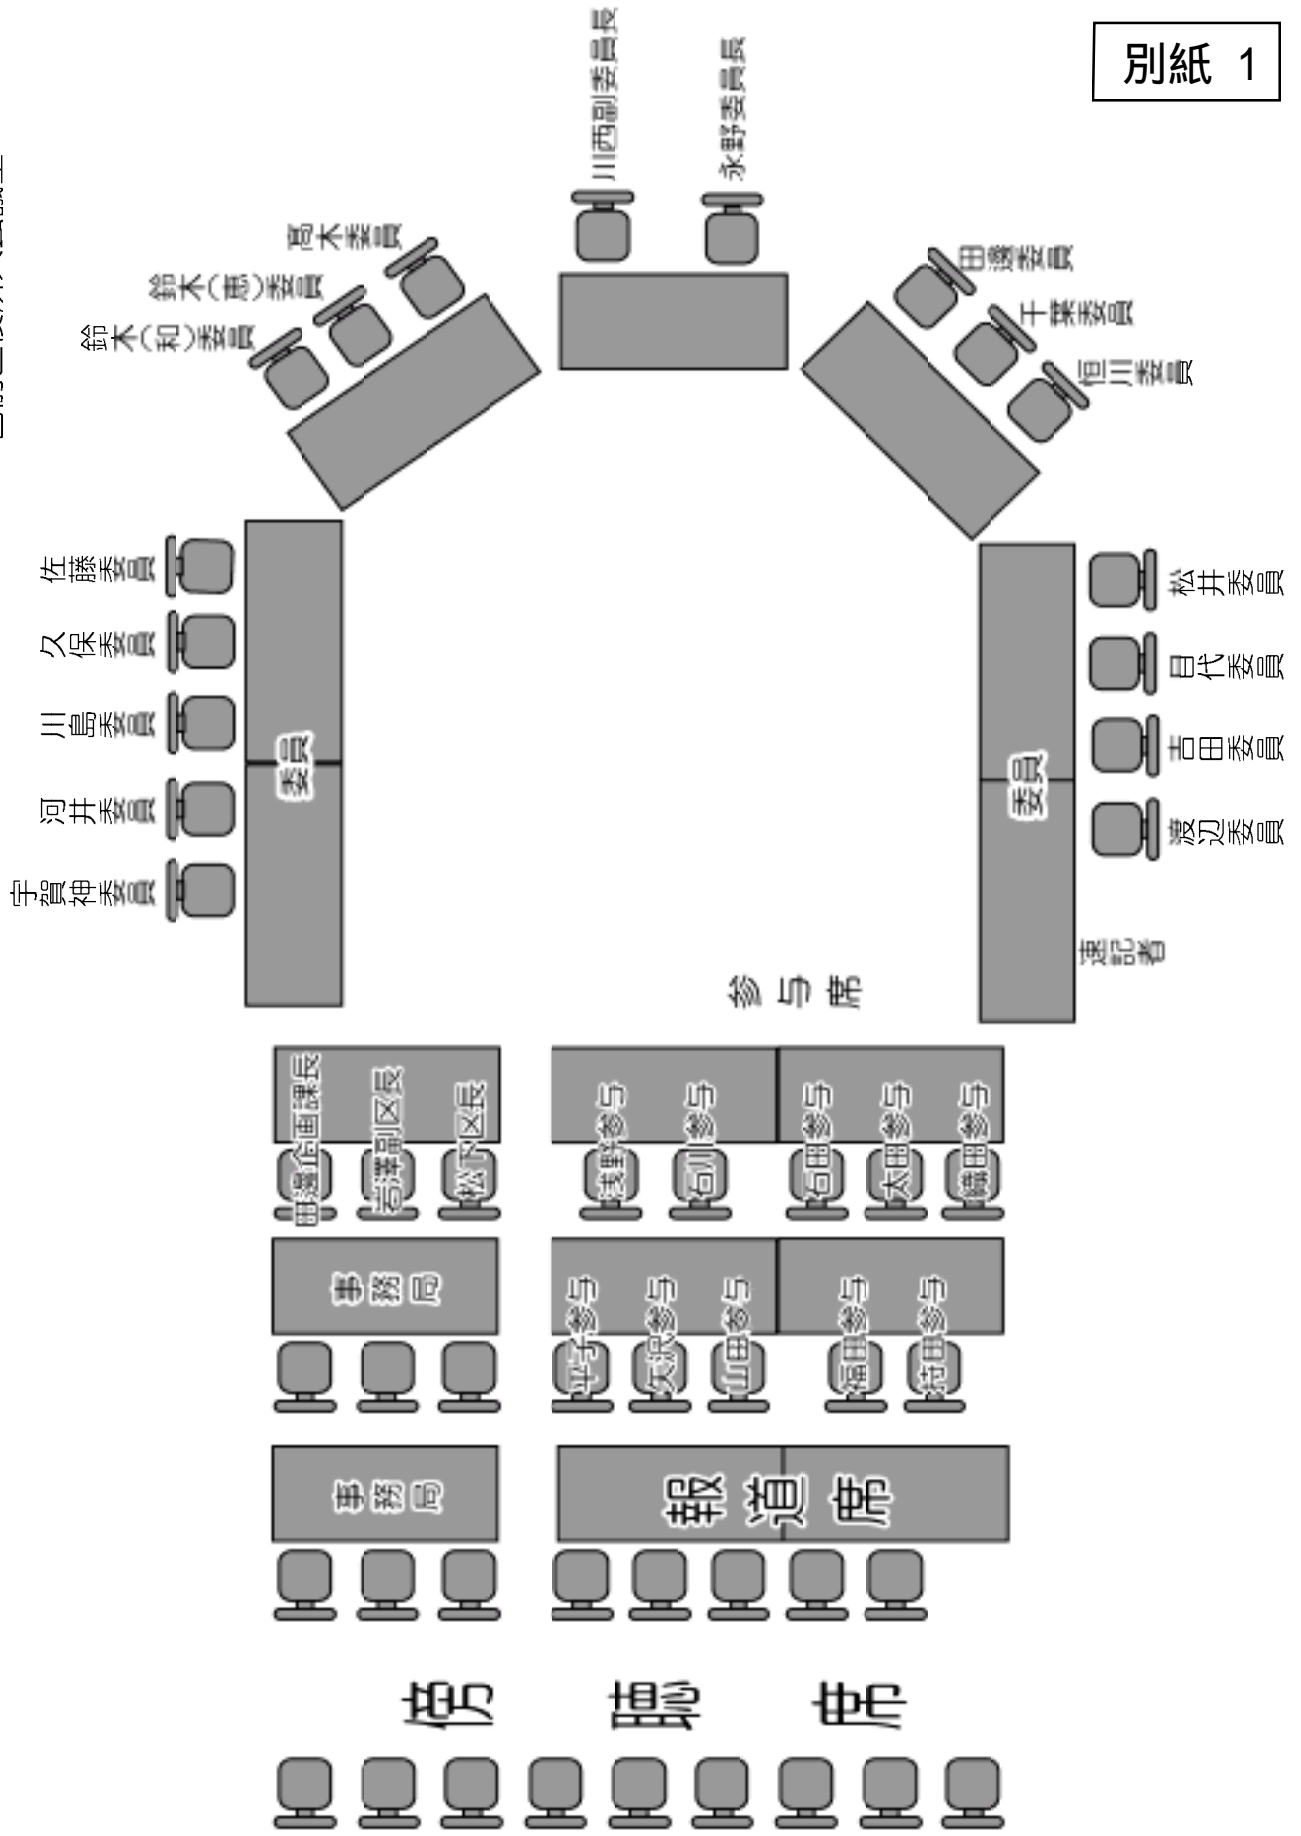 別紙 1
川西副委員長
永野委員長
高木委員
鈴木(恵)委員
鈴木(和)委員
田邊委員
千葉委員
恒川委員
佐藤委員
久保委員
川島委員
河井委員
宇賀神委員
委員
松井委員
目代委員
吉田委員
渡辺委員
委員
速記者
参与席
田邊企画課長
岩澤副区長
松下区長
浅野参与
石川参与
石田参与
太田参与
織田参与
事務局
平子参与
矢沢参与
山田参与
福田参与
持田参与
事務局
報道席
傍聴席